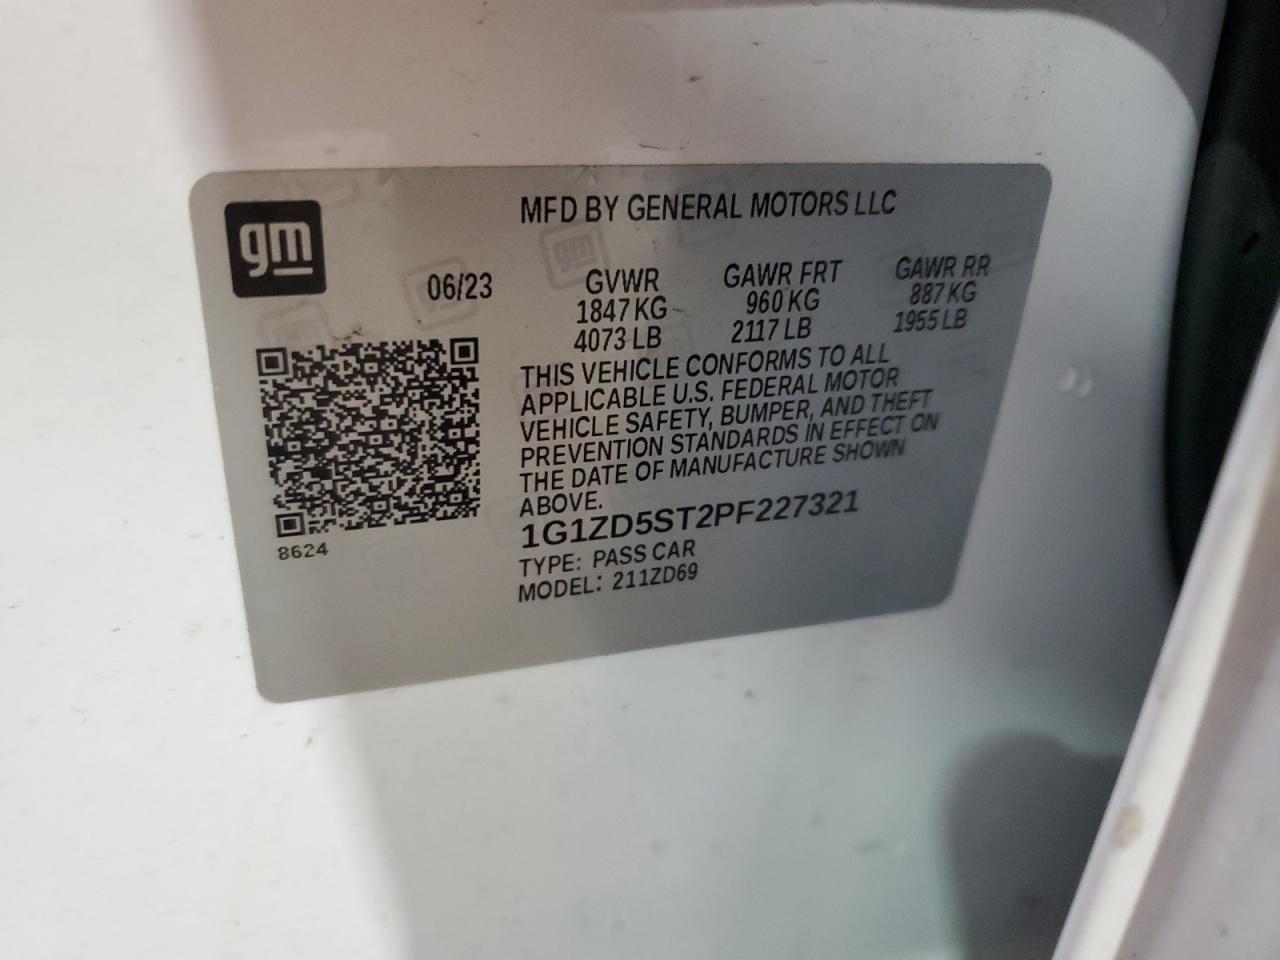 gm
MFD BY GENERAL MOTORS LLC
06/23
GVWR GAWR FRT GAWR RR
1847 KG 960 KG 887 KG
4073 LB 2117 LB 1955 LB
THIS VEHICLE CONFORMS TO ALL
APPLICABLE U.S. FEDERAL MOTOR
VEHICLE SAFETY, BUMPER, AND THEFT
PREVENTION STANDARDS IN EFFECT ON
THE DATE OF MANUFACTURE SHOWN
ABOVE.
1G1ZD5ST2PF227321
TYPE: PASS CAR
MODEL: 211ZD69
8624